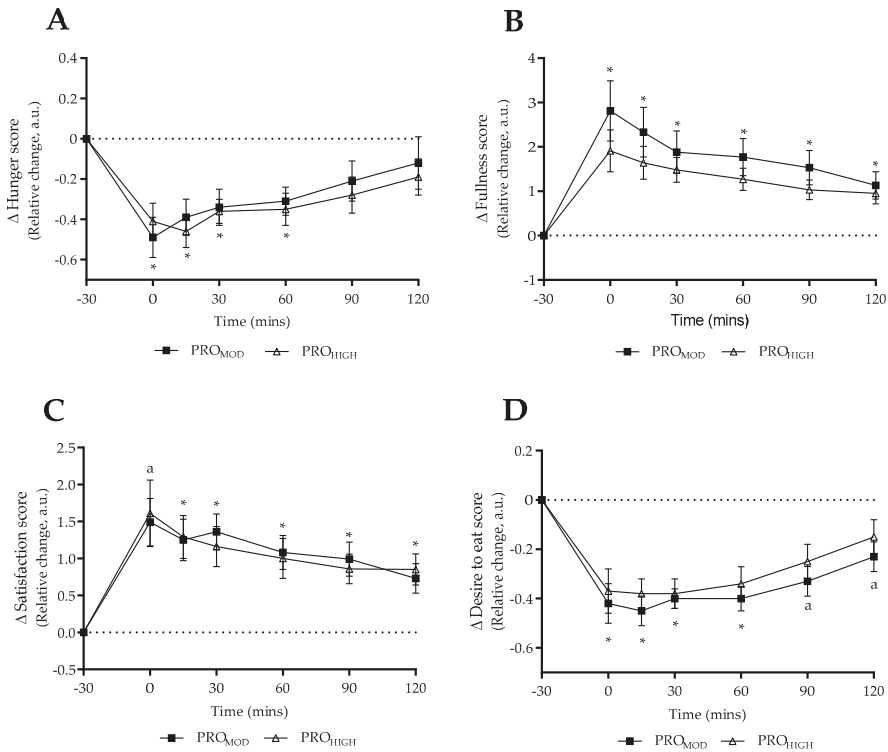 A
0.4
0.2
0
-0.2
-0.4
-0.6
Δ Hunger score
(Relative change, a.u.)
* * * *
-30 0 30 60 90 120
Time (mins)
PROMOD PROHIGH
B
4
3
2
1
0
-1
Δ Fullness score
(Relative change, a.u.)
* * * * * *
-30 0 30 60 90 120
Time (mins)
PROMOD PROHIGH
C
2.5
2.0
1.5
1.0
0.5
0.0
-0.5
Δ Satisfaction score
(Relative change, a.u.)
a * * * * *
-30 0 30 60 90 120
Time (mins)
PROMOD PROHIGH
D
0.2
0
-0.2
-0.4
-0.6
Δ Desire to eat score
(Relative change, a.u.)
* * * * a a
-30 0 30 60 90 120
Time (mins)
PROMOD PROHIGH